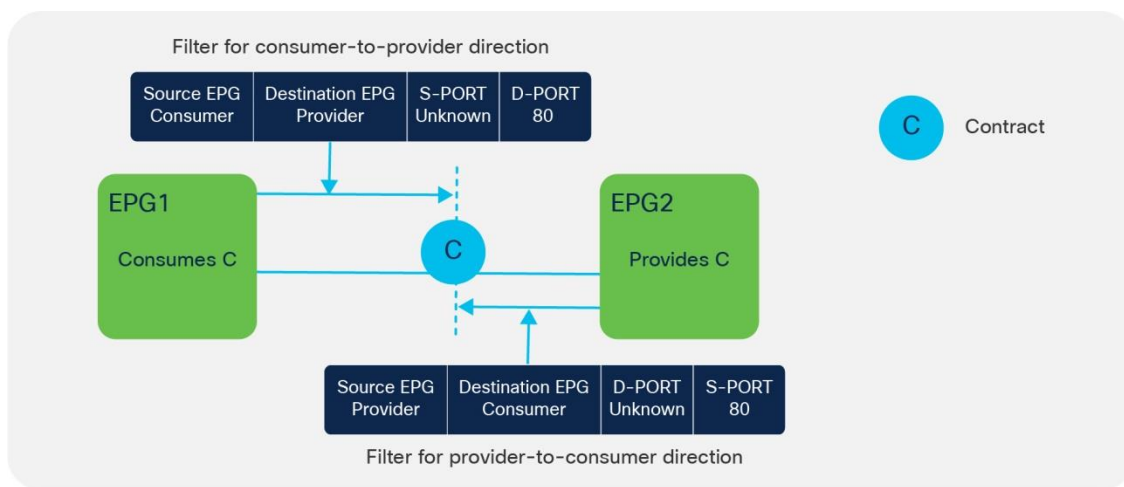 Filter for consumer-to-provider direction
Source EPG Destination EPG S-PORT D-PORT
Consumer Provider Unknown 80
C Contract
EPG1 EPG2
C
Consumes C Provides C
Source EPG Destination EPG D-PORT S-PORT
Provider Consumer Unknown 80
Filter for provider-to-consumer direction